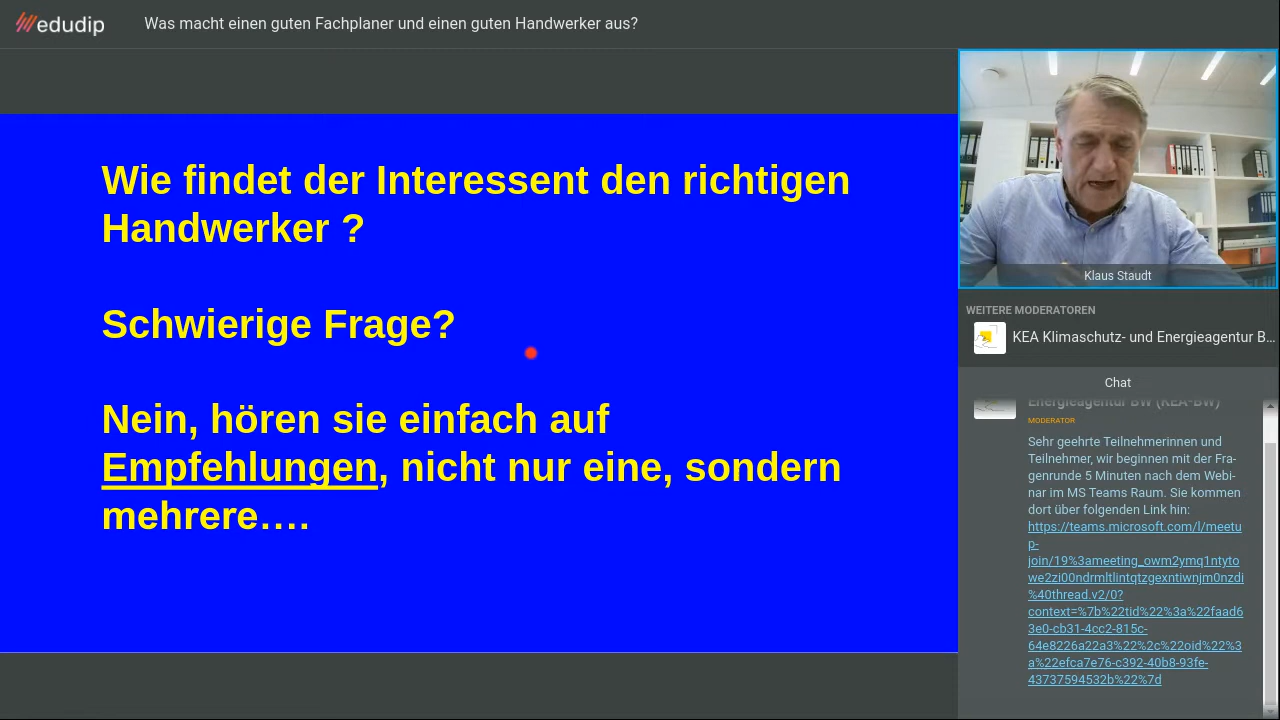 edudip
Was macht einen guten Fachplaner und einen guten Handwerker aus?
Wie findet der Interessent den richtigen
Handwerker ?
Schwierige Frage?
Nein, hören sie einfach auf
Empfehlungen, nicht nur eine, sondern
mehrere….
Klaus Staudt
WEITERE MODERATOREN
KEA Klimaschutz- und Energieagentur B...
Chat
Energieagentur BW (KEA-BW)
MODERATOR
Sehr geehrte Teilnehmerinnen und
Teilnehmer, wir beginnen mit der Fra-
genrunde 5 Minuten nach dem Webi-
nar im MS Teams Raum. Sie kommen
dort über folgenden Link hin:
https://teams.microsoft.com/l/meetu
p-
join/19%3ameeting_owm2ymq1ntyto
we2zi00ndrmltlintqtzgexntiwnjm0nzdi
%40thread.v2/0?
context=%7b%22tid%22%3a%22faad6
3e0-cb31-4cc2-815c-
64e8226a22a3%22%2c%22oid%22%3
a%22efca7e76-c392-40b8-93fe-
43737594532b%22%7d